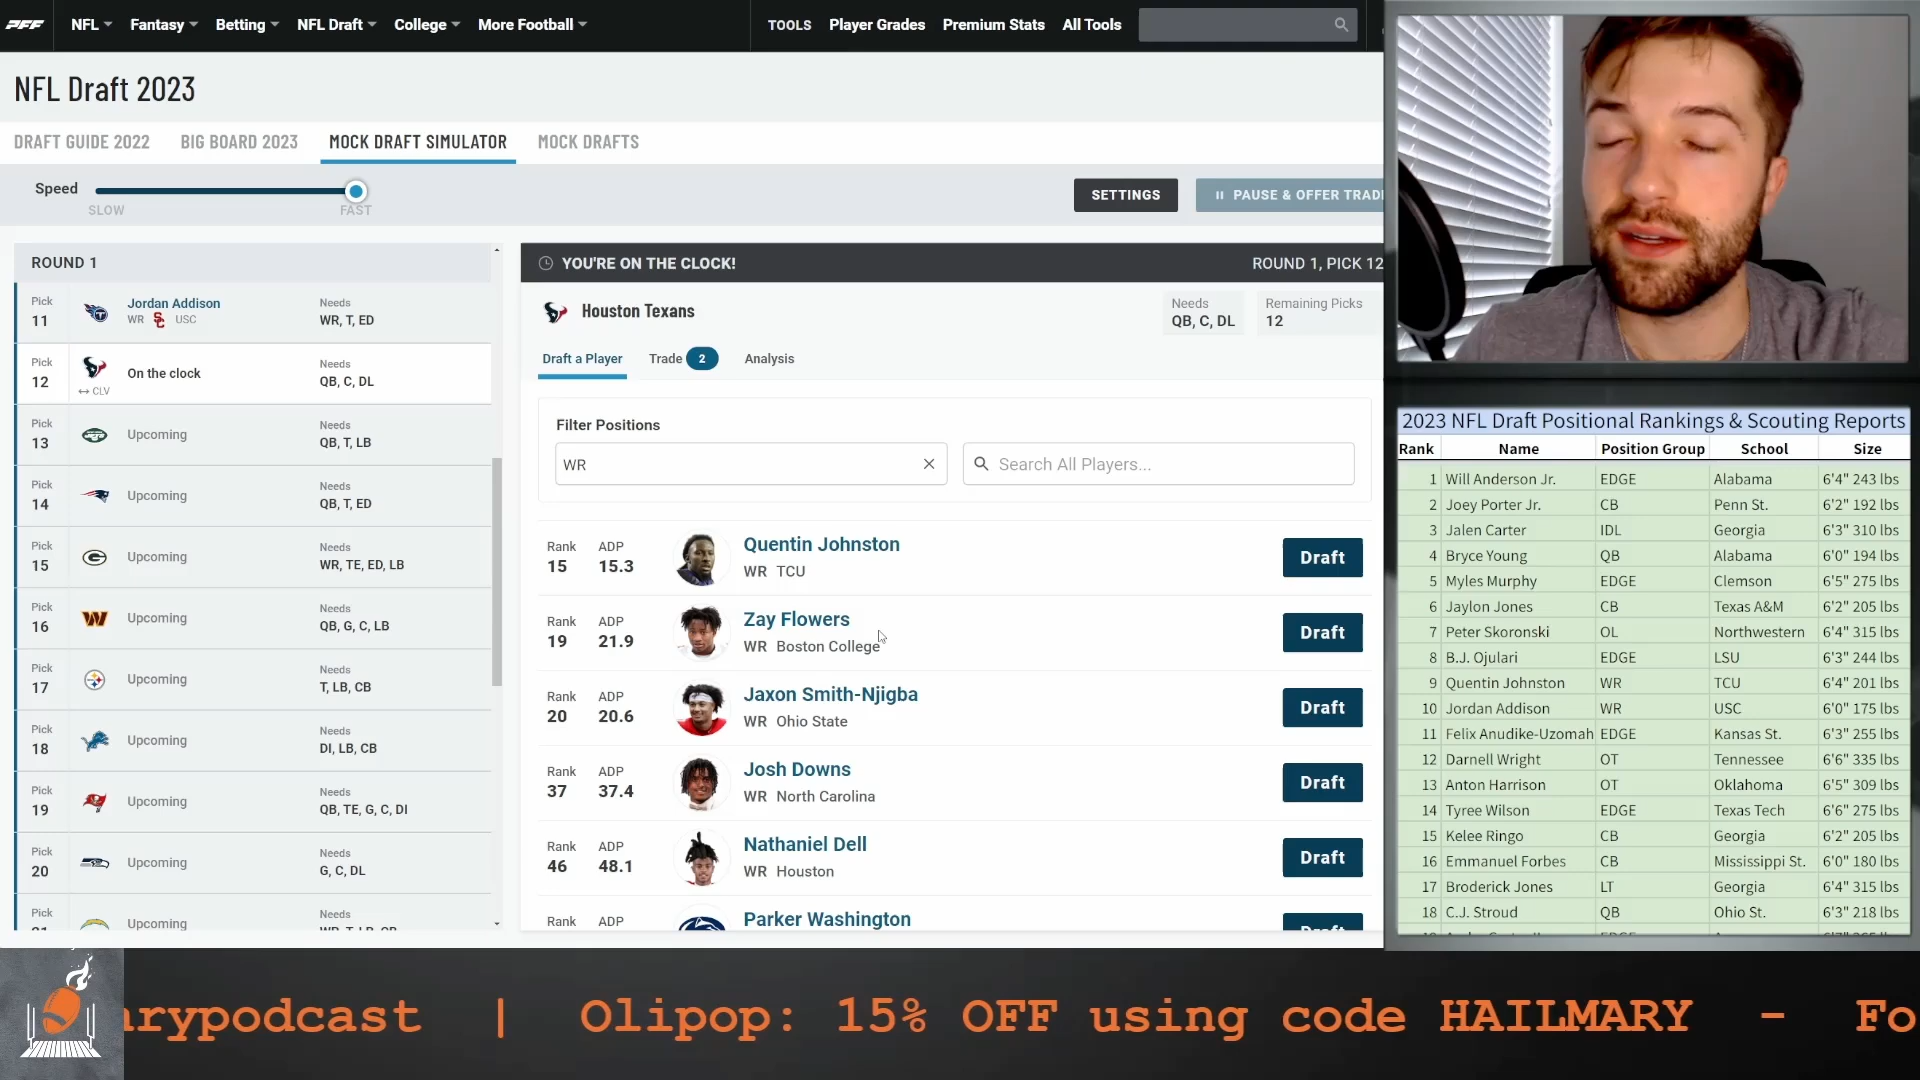 PFF NFL Fantasy Betting NFL Draft College More Football TOOLS Player Grades Premium Stats All Tools
NFL Draft 2023
DRAFT GUIDE 2022 BIG BOARD 2023 MOCK DRAFT SIMULATOR MOCK DRAFTS
Speed
SLOW FAST
SETTINGS PAUSE & OFFER TRAD
ROUND 1
Pick 11 Jordan Addison WR USC Needs WR, T, ED
Pick 12 CLV On the clock Needs QB, C, DL
Pick 13 Upcoming Needs QB, T, LB
Pick 14 Upcoming Needs QB, T, ED
Pick 15 Upcoming Needs WR, TE, ED, LB
Pick 16 Upcoming Needs QB, G, C, LB
Pick 17 Upcoming Needs T, LB, CB
Pick 18 Upcoming Needs DI, LB, CB
Pick 19 Upcoming Needs QB, TE, G, C, DI
Pick 20 Upcoming Needs G, C, DL
Pick Upcoming Needs
YOU'RE ON THE CLOCK! ROUND 1, PICK 12
Houston Texans
Needs QB, C, DL
Remaining Picks 12
Draft a Player Trade 2 Analysis
Filter Positions
WR Search All Players...
Rank 15 ADP 15.3 Quentin Johnston WR TCU Draft
Rank 19 ADP 21.9 Zay Flowers WR Boston College Draft
Rank 20 ADP 20.6 Jaxon Smith-Njigba WR Ohio State Draft
Rank 37 ADP 37.4 Josh Downs WR North Carolina Draft
Rank 46 ADP 48.1 Nathaniel Dell WR Houston Draft
Rank ADP Parker Washington Draft
2023 NFL Draft Positional Rankings & Scouting Reports
Rank Name Position Group School Size
1 Will Anderson Jr. EDGE Alabama 6'4" 243 lbs
2 Joey Porter Jr. CB Penn St. 6'2" 192 lbs
3 Jalen Carter IDL Georgia 6'3" 310 lbs
4 Bryce Young QB Alabama 6'0" 194 lbs
5 Myles Murphy EDGE Clemson 6'5" 275 lbs
6 Jaylon Jones CB Texas A&M 6'2" 205 lbs
7 Peter Skoronski OL Northwestern 6'4" 315 lbs
8 B.J. Ojulari EDGE LSU 6'3" 244 lbs
9 Quentin Johnston WR TCU 6'4" 201 lbs
10 Jordan Addison WR USC 6'0" 175 lbs
11 Felix Anudike-Uzomah EDGE Kansas St. 6'3" 255 lbs
12 Darnell Wright OT Tennessee 6'6" 335 lbs
13 Anton Harrison OT Oklahoma 6'5" 309 lbs
14 Tyree Wilson EDGE Texas Tech 6'6" 275 lbs
15 Kelee Ringo CB Georgia 6'2" 205 lbs
16 Emmanuel Forbes CB Mississippi St. 6'0" 180 lbs
17 Broderick Jones LT Georgia 6'4" 315 lbs
18 C.J. Stroud QB Ohio St. 6'3" 218 lbs
arypodcast | Olipop: 15% OFF using code HAILMARY - Fo